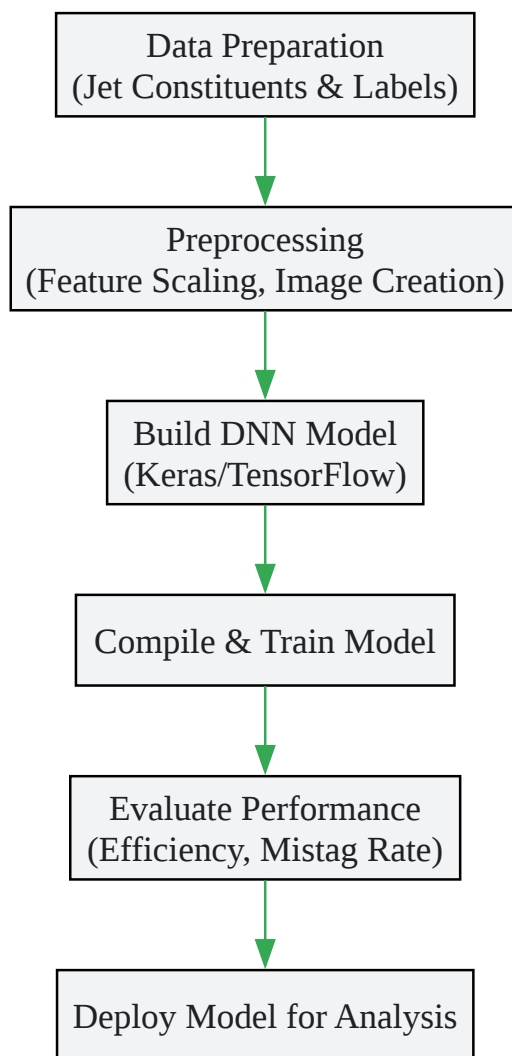 Data Preparation
(Jet Constituents & Labels)
Preprocessing
(Feature Scaling, Image Creation)
Build DNN Model
(Keras/TensorFlow)
Compile & Train Model
Evaluate Performance
(Efficiency, Mistag Rate)
Deploy Model for Analysis